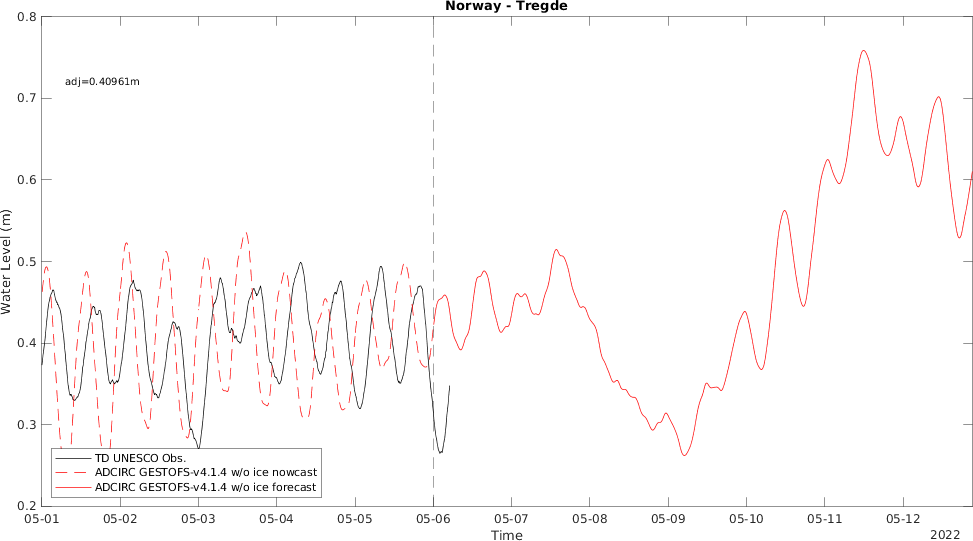 Norway - Tregde
0.8
adj=0.40961m
0.7
0.6
0.5
Water Level (m)
0.4
0.3
TD UNESCO Obs.
ADCIRC GESTOFS-v4.1.4 w/o ice nowcast
ADCIRC GESTOFS-v4.1.4 w/o ice forecast
0.2
05-01 05-02 05-03 05-04 05-05 05-06 05-07 05-08 05-09 05-10 05-11 05-12
Time
2022